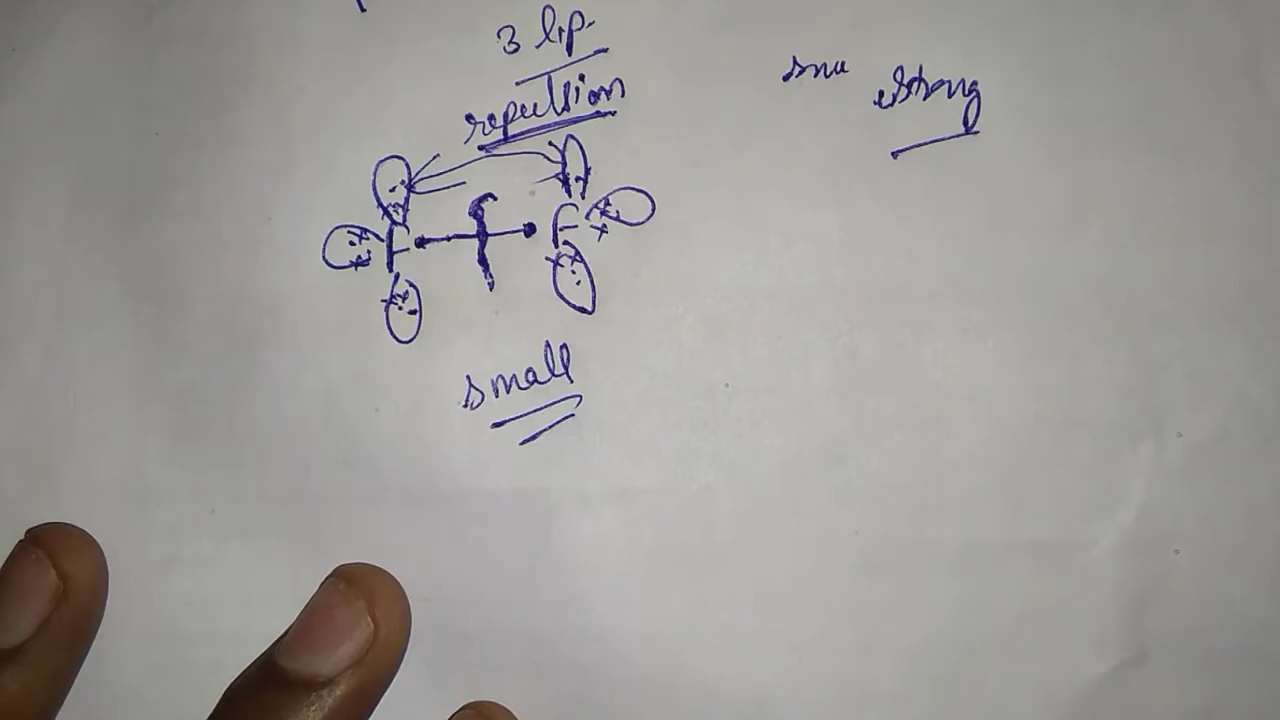 3 l.p.
repulsion
strong
F F
small